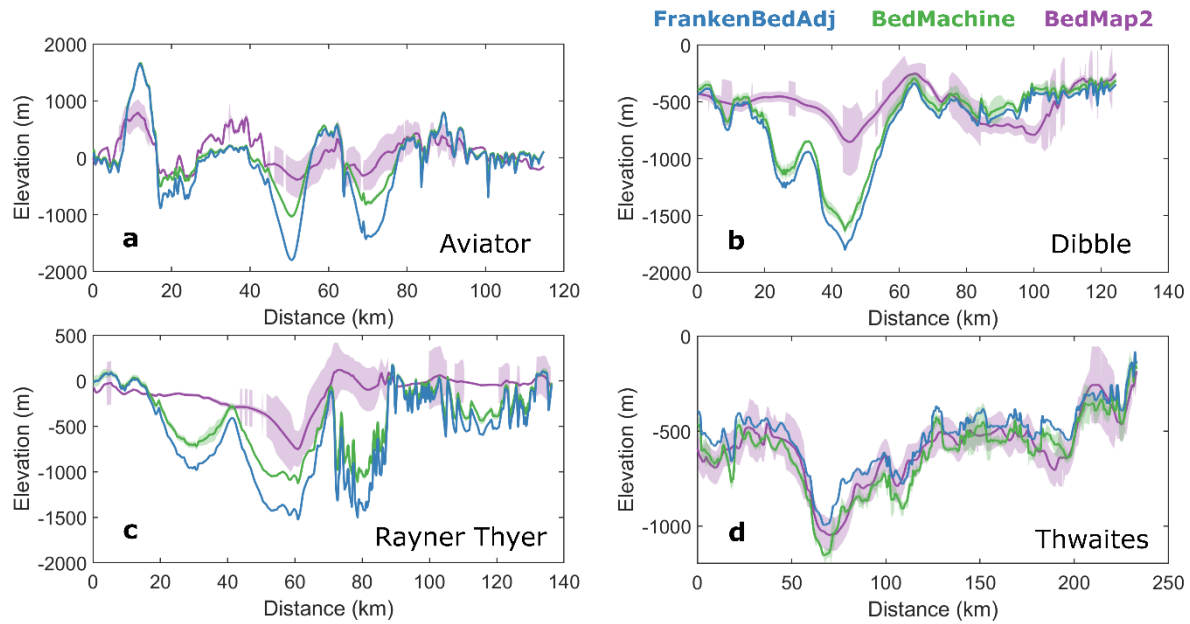 FrankenBedAdj BedMachine BedMap2
2000
1000
0
-1000
-2000
Elevation (m)
a
Aviator
0 20 40 60 80 100 120
Distance (km)
0
-500
-1000
-1500
-2000
Elevation (m)
b
Dibble
0 20 40 60 80 100 120 140
Distance (km)
500
0
-500
-1000
-1500
-2000
Elevation (m)
c
Rayner Thyer
0 20 40 60 80 100 120 140
Distance (km)
0
-500
-1000
Elevation (m)
d
Thwaites
0 50 100 150 200 250
Distance (km)